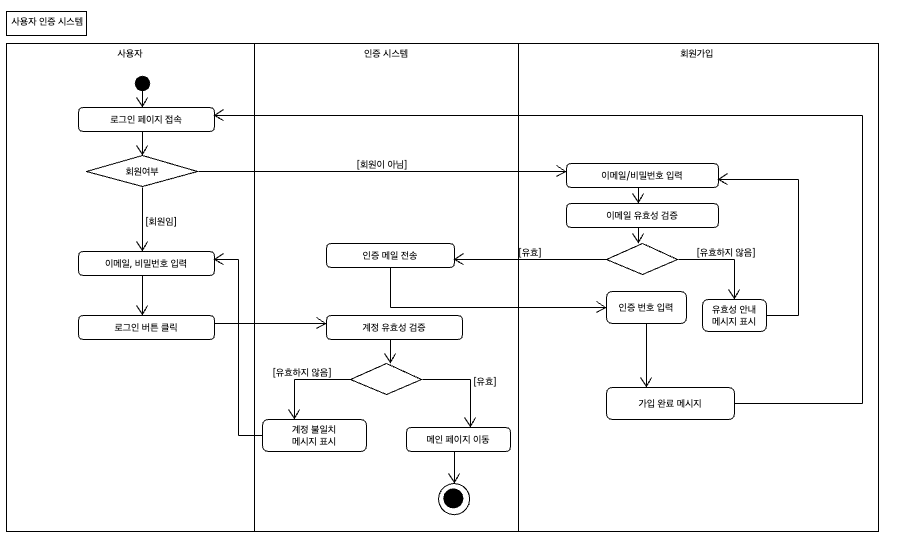 사용자 인증 시스템
사용자
인증 시스템
회원가입
로그인 페이지 접속
회원여부
[회원이 아님]
이메일/비밀번호 입력
이메일 유효성 검증
[회원임]
[유효]
[유효하지 않음]
이메일, 비밀번호 입력
인증 메일 전송
인증 번호 입력
유효성 안내
메시지 표시
로그인 버튼 클릭
계정 유효성 검증
[유효하지 않음]
[유효]
가입 완료 메시지
계정 불일치
메시지 표시
메인 페이지 이동